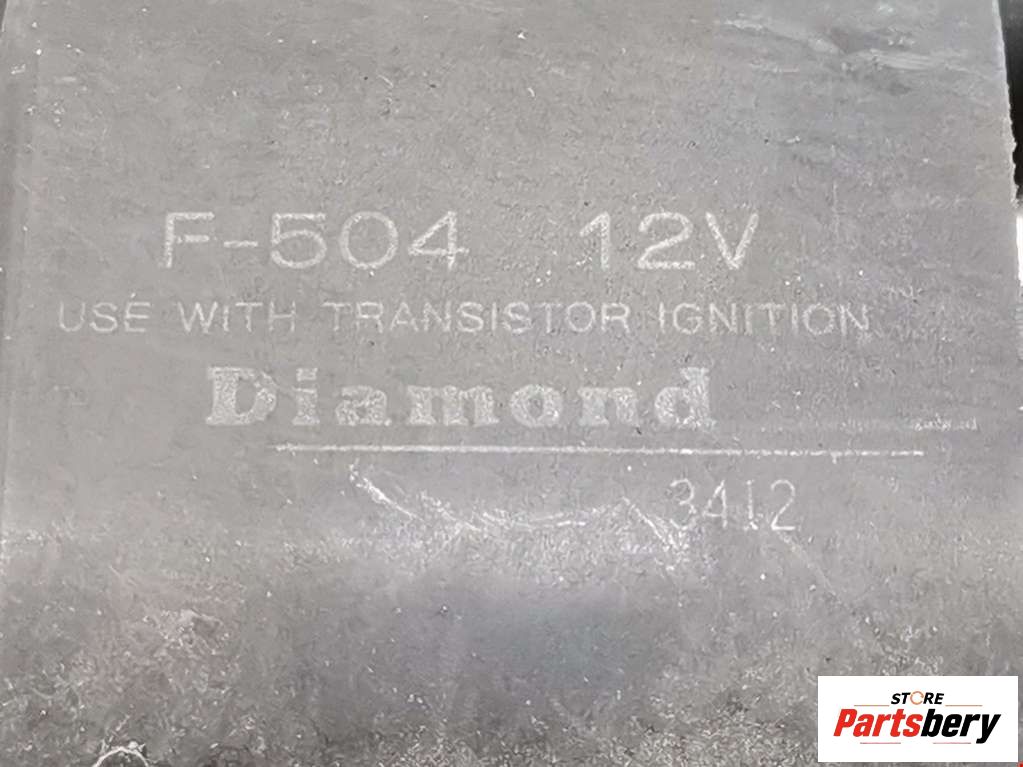 F-504 12V
USE WITH TRANSISTOR IGNITION
Diamond
3412
STORE
Partsbery